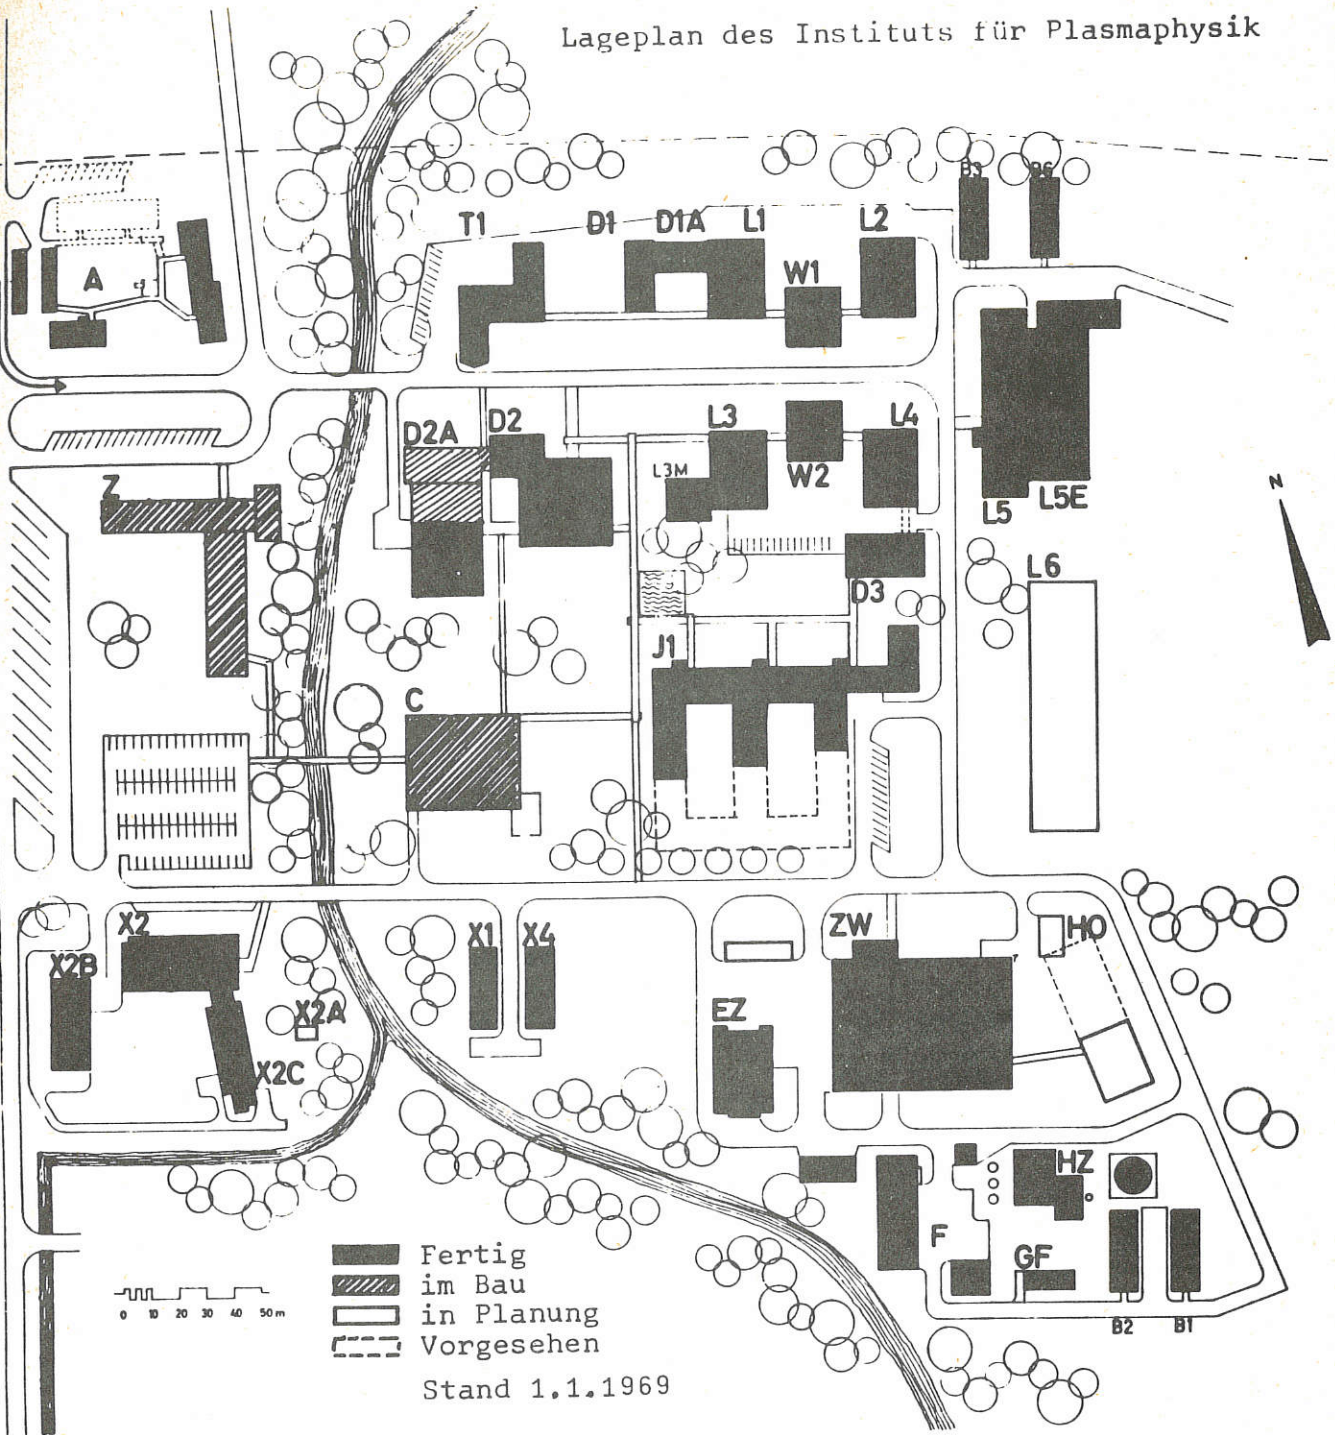 Lageplan des Instituts für Plasmaphysik
B3 B6
T1 D1 D1A L1 L2
A W1
D2A D2 L3 L4
L3M W2
Z L5 L5E
N
L6
D3
J1
C
X2 X1 X4 ZW HO
X2B
X2A EZ
X2C
HZ
F GF
B2 B1
0 10 20 30 40 50 m
Fertig
im Bau
in Planung
Vorgesehen
Stand 1.1.1969